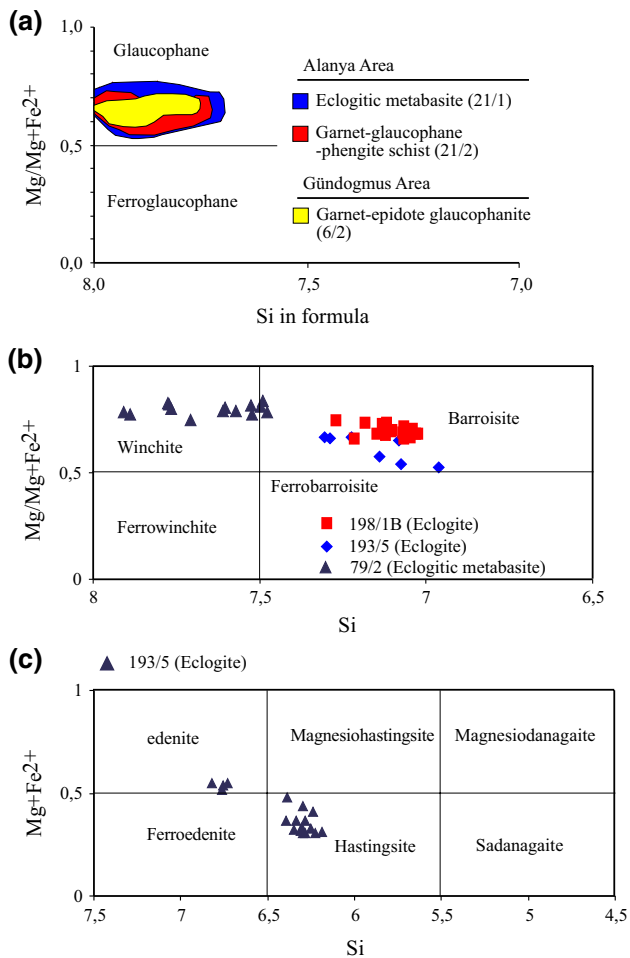 (a)
1,0
0,5
0,0
Mg/Mg+Fe2+
Glaucophane
Ferroglaucophane
Alanya Area
Eclogitic metabasite (21/1)
Garnet-glaucophane
-phengite schist (21/2)
Gündogmus Area
Garnet-epidote glaucophanite
(6/2)
8,0 7,5 7,0
Si in formula
(b)
1
0,5
0
Mg/Mg+Fe2+
Winchite
Barroisite
Ferrobarroisite
Ferrowinchite
198/1B (Eclogite)
193/5 (Eclogite)
79/2 (Eclogitic metabasite)
8 7,5 7 6,5
Si
(c)
193/5 (Eclogite)
1
0,5
0
Mg+Fe2+
edenite
Magnesiohastingsite
Magnesiodanagaite
Ferroedenite
Hastingsite
Sadanagaite
7,5 7 6,5 6 5,5 5 4,5
Si